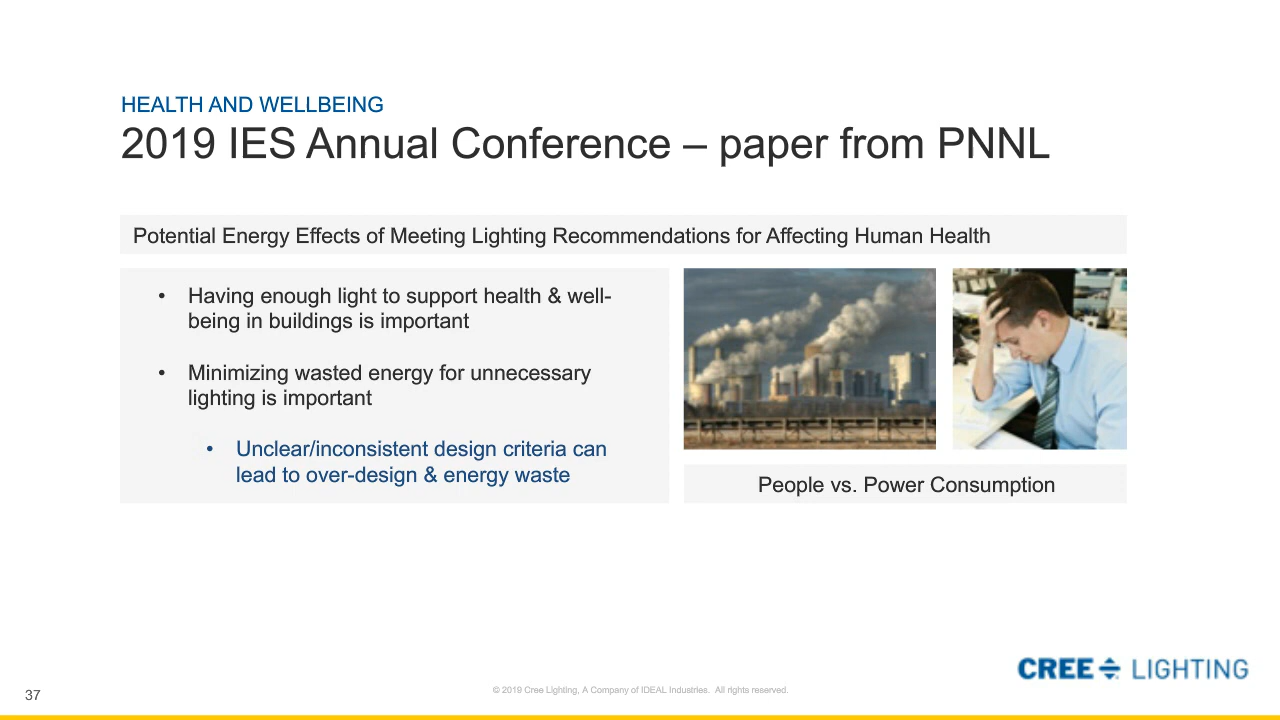 HEALTH AND WELLBEING
2019 IES Annual Conference – paper from PNNL
Potential Energy Effects of Meeting Lighting Recommendations for Affecting Human Health
• Having enough light to support health & well-
being in buildings is important
• Minimizing wasted energy for unnecessary
lighting is important
• Unclear/inconsistent design criteria can
lead to over-design & energy waste
People vs. Power Consumption
CREE LIGHTING
37
© 2019 Cree Lighting, A Company of IDEAL Industries. All rights reserved.